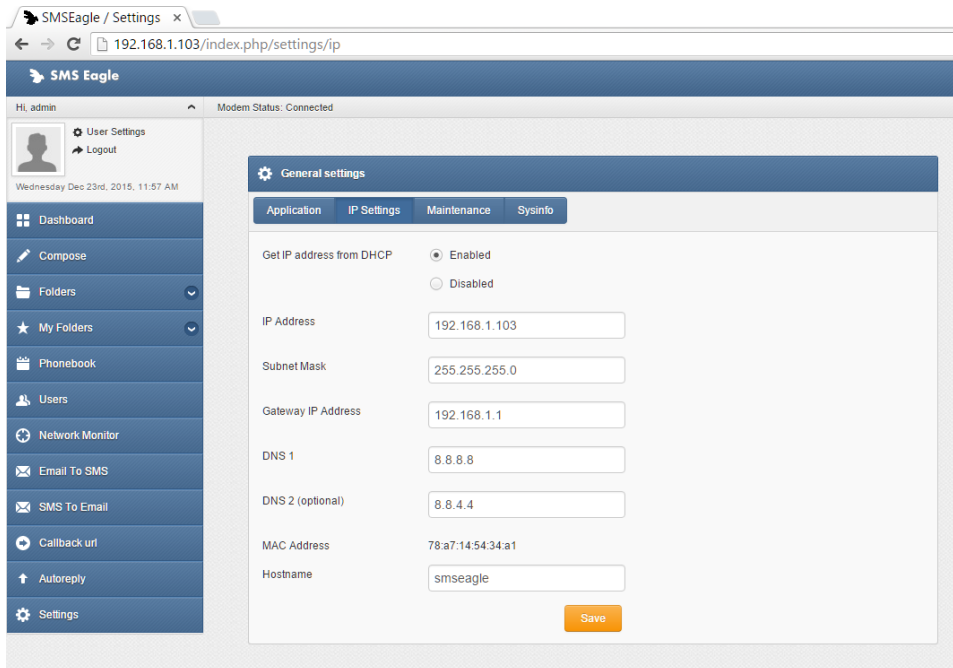 SMSEagle / Settings ×
192.168.1.103/index.php/settings/ip
SMS Eagle
Hi, admin
Modem Status: Connected
User Settings
Logout
Wednesday Dec 23rd, 2015, 11:57 AM
Dashboard
Compose
Folders
My Folders
Phonebook
Users
Network Monitor
Email To SMS
SMS To Email
Callback url
Autoreply
Settings
General settings
Application IP Settings Maintenance Sysinfo
Get IP address from DHCP Enabled
Disabled
IP Address 192.168.1.103
Subnet Mask 255.255.255.0
Gateway IP Address 192.168.1.1
DNS 1 8.8.8.8
DNS 2 (optional) 8.8.4.4
MAC Address 78:a7:14:54:34:a1
Hostname smseagle
Save